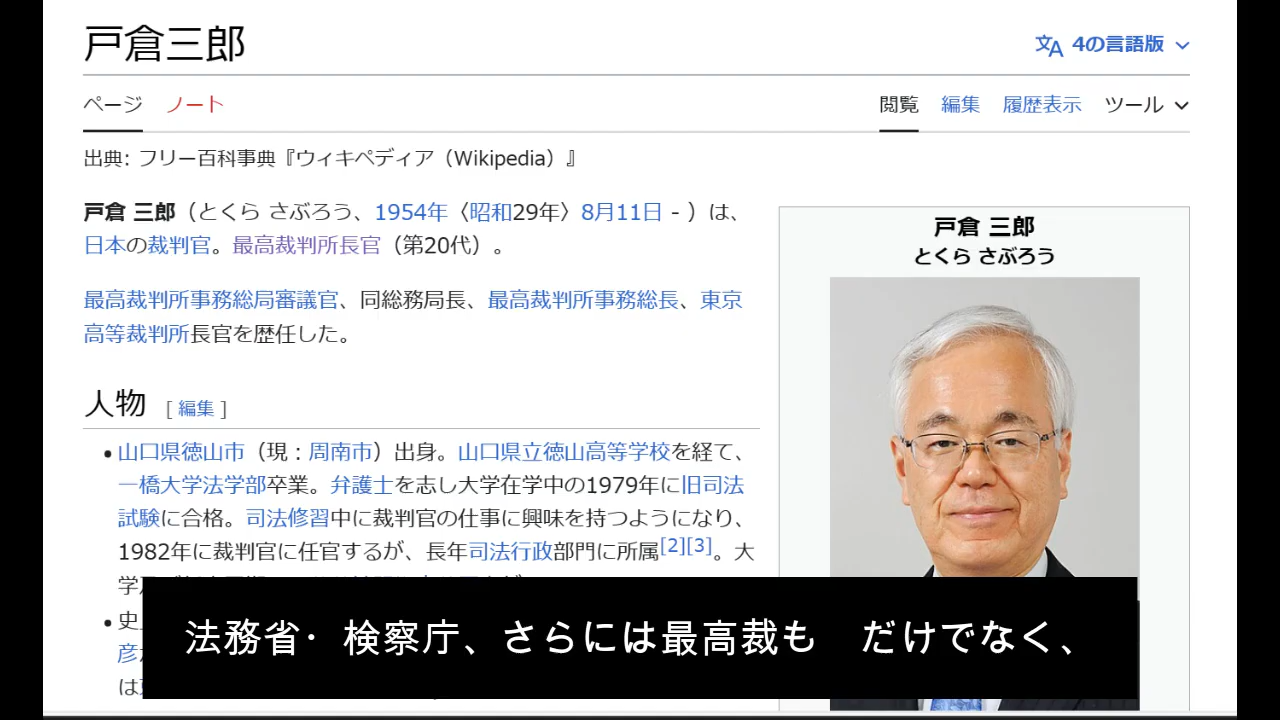 戸倉三郎
4の言語版
ページ ノート
閲覧 編集 履歴表示 ツール
出典: フリー百科事典『ウィキペディア（Wikipedia）』
戸倉 三郎（とくら さぶろう、1954年〈昭和29年〉8月11日 - ）は、
日本の裁判官。最高裁判所長官（第20代）。
最高裁判所事務総局審議官、同総務局長、最高裁判所事務総長、東京
高等裁判所長官を歴任した。
戸倉 三郎
とくら さぶろう
人物 [ 編集 ]
• 山口県徳山市（現：周南市）出身。山口県立徳山高等学校を経て、
一橋大学法学部卒業。弁護士を志し大学在学中の1979年に旧司法
試験に合格。司法修習中に裁判官の仕事に興味を持つようになり、
1982年に裁判官に任官するが、長年司法行政部門に所属[2][3]。大
学
• 史
彦
は
法務省・検察庁、さらには最高裁も　だけでなく、